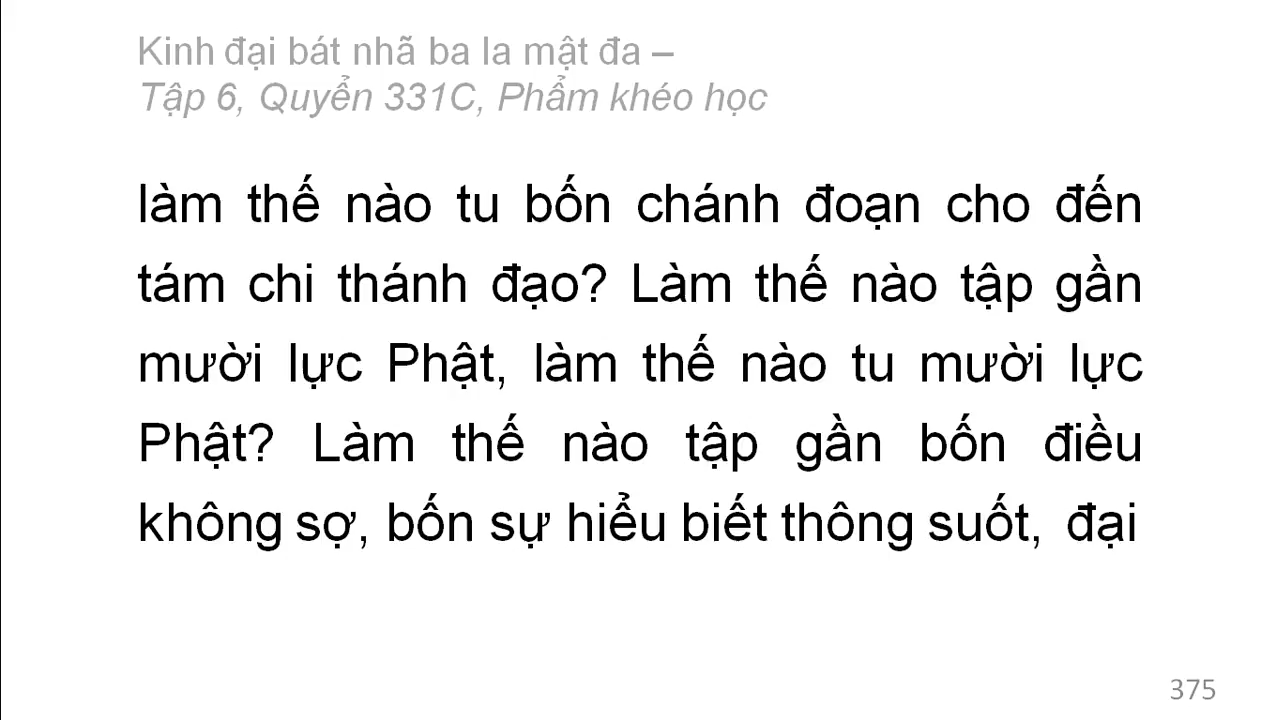 Kinh đại bát nhã ba la mật đa –
Tập 6, Quyển 331C, Phẩm khéo học
làm thế nào tu bốn chánh đoạn cho đến
tám chi thánh đạo? Làm thế nào tập gần
mười lực Phật, làm thế nào tu mười lực
Phật? Làm thế nào tập gần bốn điều
không sợ, bốn sự hiểu biết thông suốt, đại
375